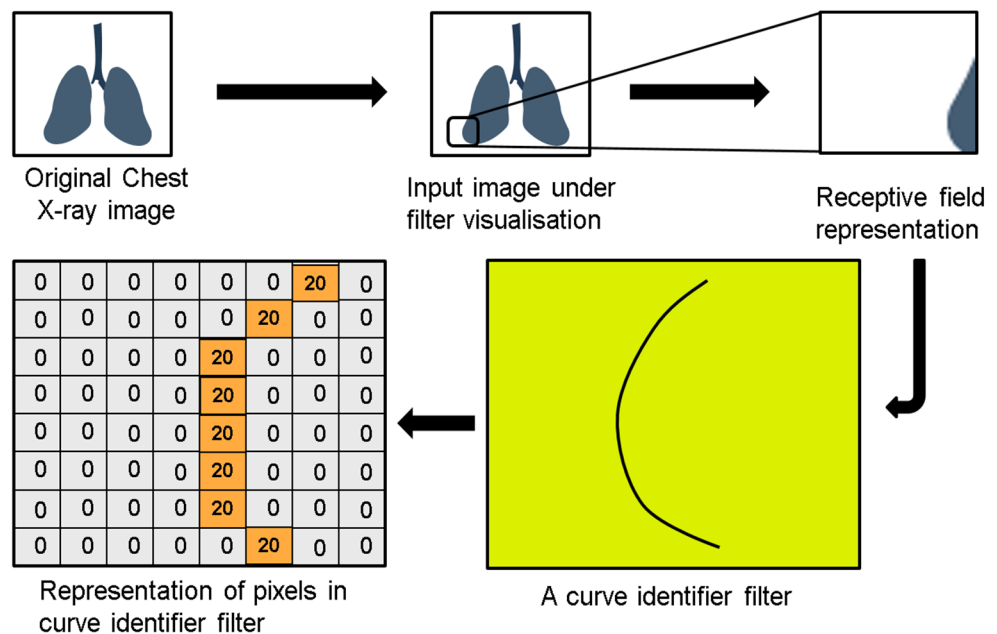 Original Chest
X-ray image
Input image under
filter visualisation
Receptive field
representation
0 0 0 0 0 0 20 0
0 0 0 0 0 20 0 0
0 0 0 0 20 0 0 0
0 0 0 0 20 0 0 0
0 0 0 0 20 0 0 0
0 0 0 0 20 0 0 0
0 0 0 0 20 0 0 0
0 0 0 0 0 20 0 0
Representation of pixels in
curve identifier filter
A curve identifier filter